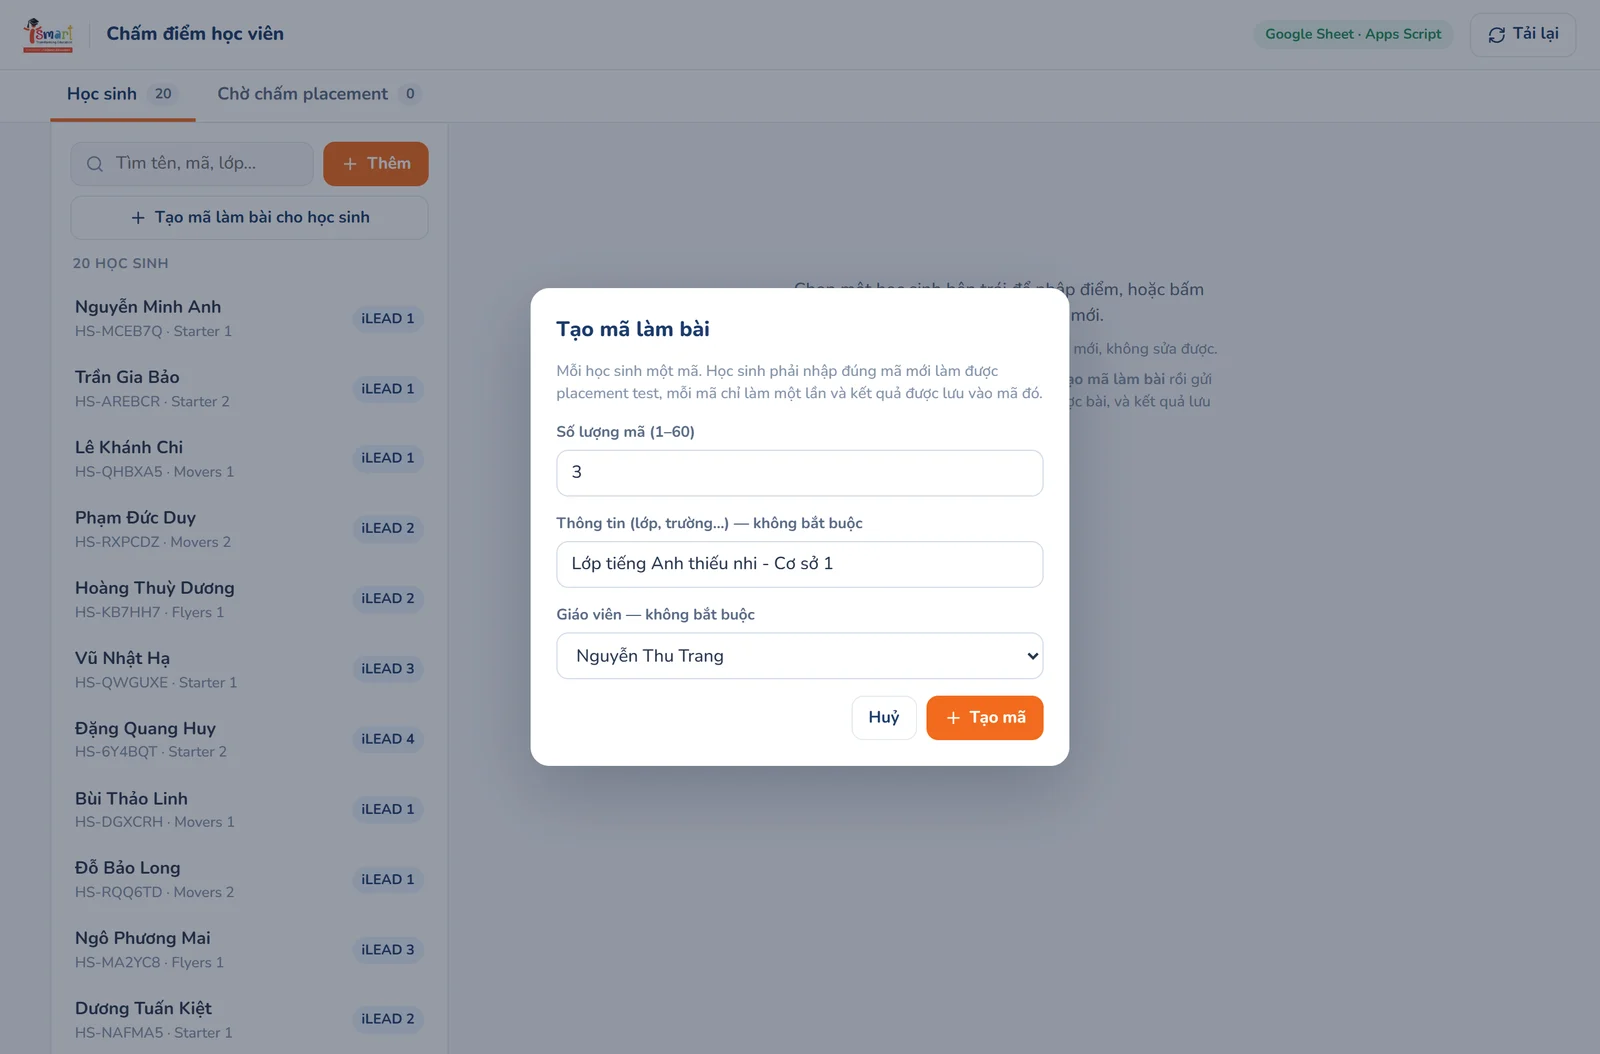 iSmart
Chấm điểm học viên
Google Sheet · Apps Script
Tải lại
Học sinh 20
Chờ chấm placement 0
Tìm tên, mã, lớp...
+ Thêm
+ Tạo mã làm bài cho học sinh
20 HỌC SINH
Nguyễn Minh Anh
HS-MCEB7Q · Starter 1
iLEAD 1
Trần Gia Bảo
HS-AREBCR · Starter 2
iLEAD 1
Lê Khánh Chi
HS-QHBXA5 · Movers 1
iLEAD 1
Phạm Đức Duy
HS-RXPCDZ · Movers 2
iLEAD 2
Hoàng Thuỳ Dương
HS-KB7HH7 · Flyers 1
iLEAD 2
Vũ Nhật Hạ
HS-QWGUXE · Starter 1
iLEAD 3
Đặng Quang Huy
HS-6Y4BQT · Starter 2
iLEAD 4
Bùi Thảo Linh
HS-DGXCRH · Movers 1
iLEAD 1
Đỗ Bảo Long
HS-RQQ6TD · Movers 2
iLEAD 1
Ngô Phương Mai
HS-MA2YC8 · Flyers 1
iLEAD 3
Dương Tuấn Kiệt
HS-NAFMA5 · Starter 1
iLEAD 2
Chọn một học sinh bên trái để nhập điểm, hoặc bấm
mới.
mới, không sửa được.
ạo mã làm bài rồi gửi
bài, và kết quả lưu
Tạo mã làm bài
Mỗi học sinh một mã. Học sinh phải nhập đúng mã mới làm được
placement test, mỗi mã chỉ làm một lần và kết quả được lưu vào mã đó.
Số lượng mã (1–60)
3
Thông tin (lớp, trường...) — không bắt buộc
Lớp tiếng Anh thiếu nhi - Cơ sở 1
Giáo viên — không bắt buộc
Nguyễn Thu Trang
Huỷ
+ Tạo mã